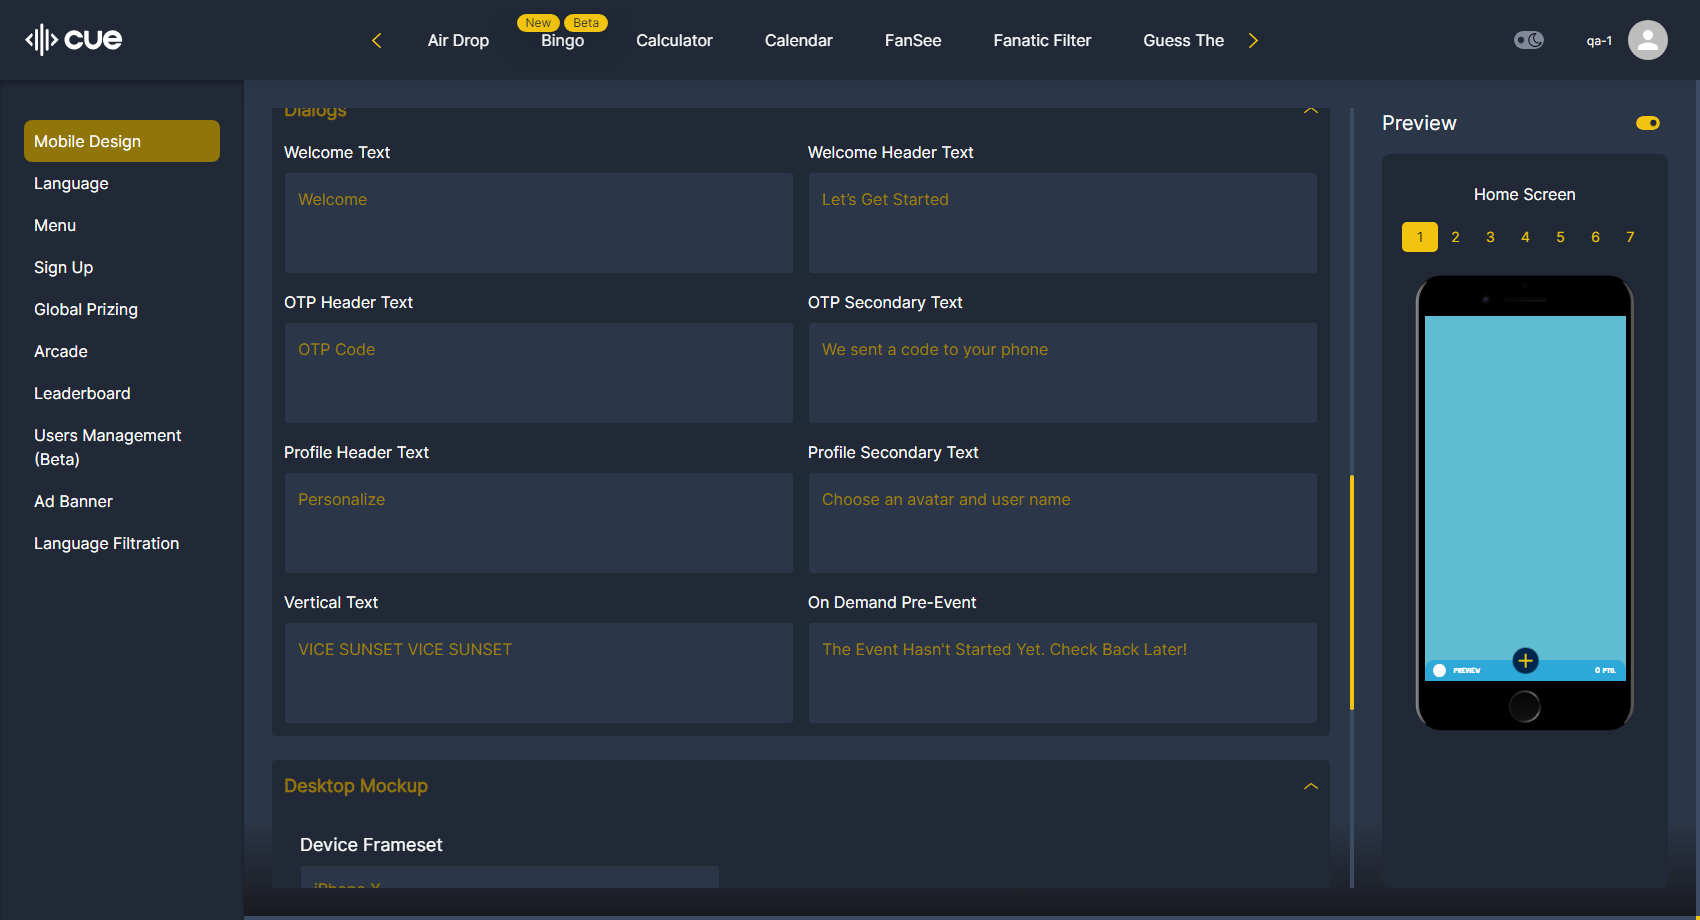 cue
Air Drop
New
Beta
Bingo
Calculator
Calendar
FanSee
Fanatic Filter
Guess The
qa-1
Mobile Design
Language
Menu
Sign Up
Global Prizing
Arcade
Leaderboard
Users Management
(Beta)
Ad Banner
Language Filtration
Dialogs
Welcome Text
Welcome
Welcome Header Text
Let’s Get Started
OTP Header Text
OTP Code
OTP Secondary Text
We sent a code to your phone
Profile Header Text
Personalize
Profile Secondary Text
Choose an avatar and user name
Vertical Text
VICE SUNSET VICE SUNSET
On Demand Pre-Event
The Event Hasn't Started Yet. Check Back Later!
Desktop Mockup
Device Frameset
iPhone X
Preview
Home Screen
1 2 3 4 5 6 7
PREVIEW
0 PTS.